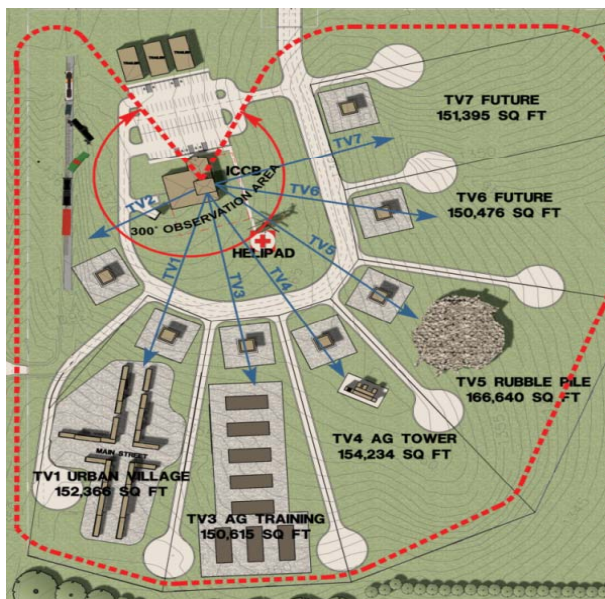 TV7 FUTURE
151,395 SQ FT
TV7
ICCB
TV2
TV6
TV6 FUTURE
150,476 SQ FT
300° OBSERVATION AREA
HELIPAD
TV5
TV1
TV3
TV4
TV5 RUBBLE PILE
166,640 SQ FT
TV4 AG TOWER
154,234 SQ FT
MAIN STREET
TV1 URBAN VILLAGE
152,366 SQ FT
TV3 AG TRAINING
150,615 SQ FT